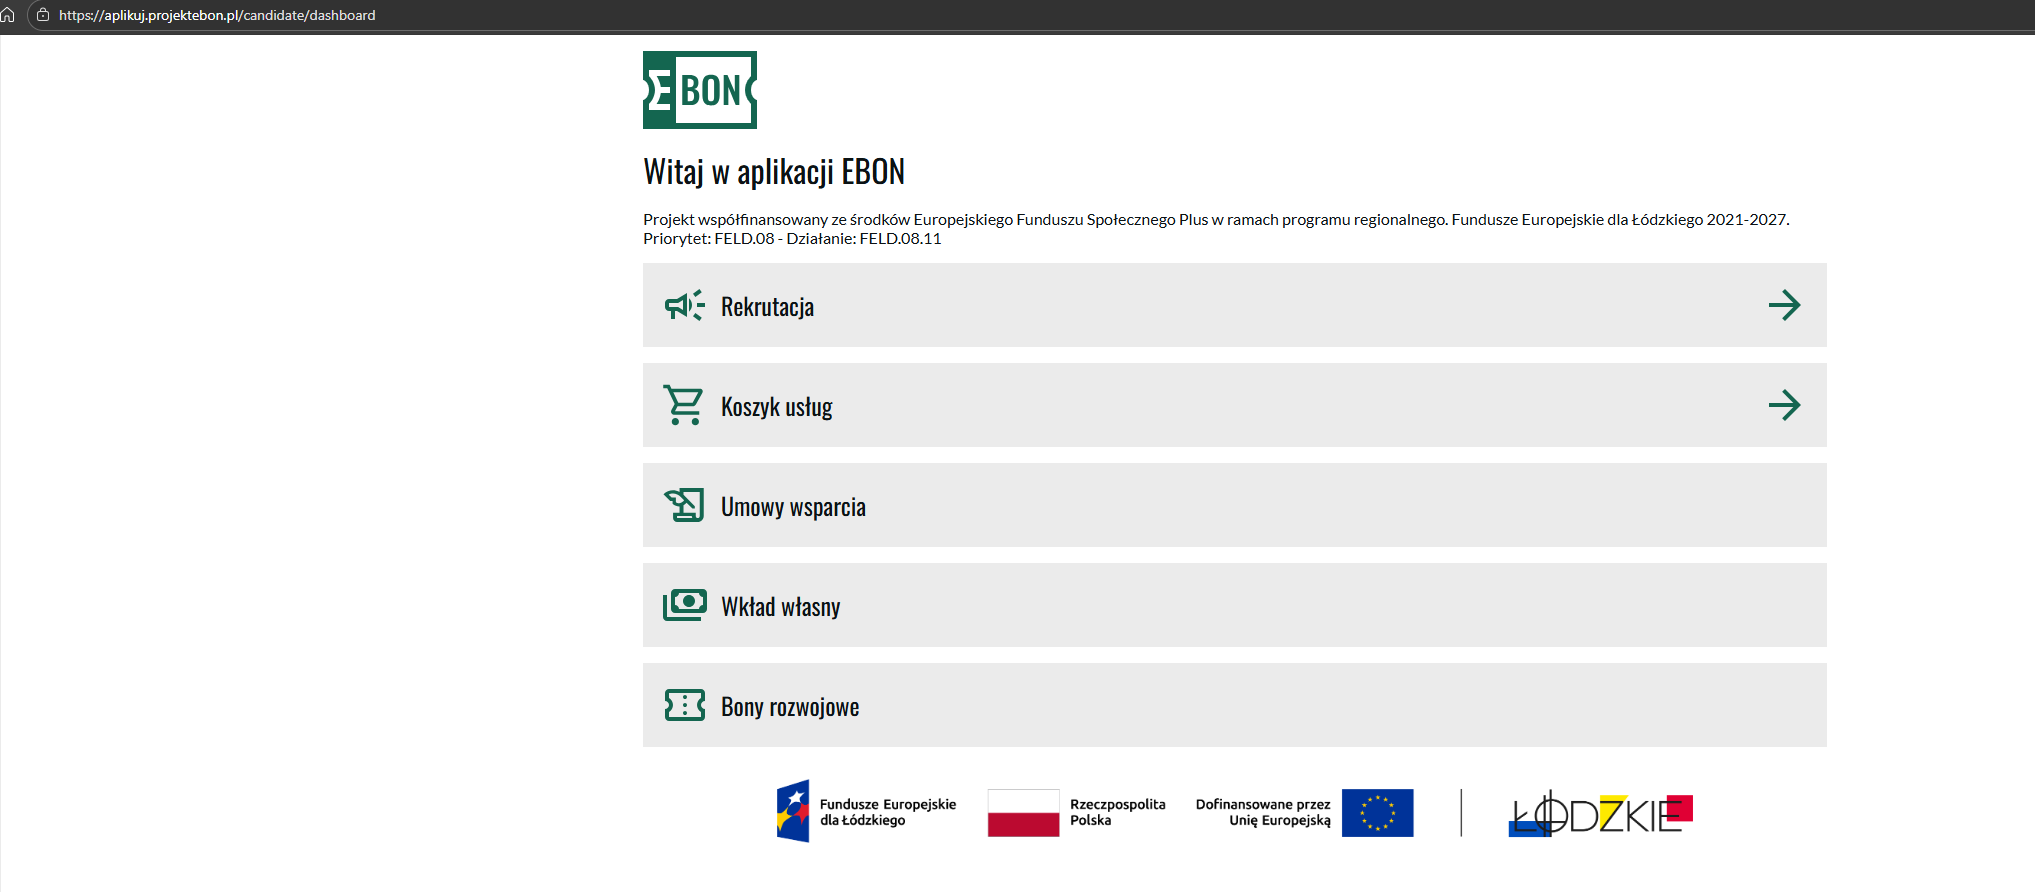 https://aplikuj.projektebon.pl/candidate/dashboard
EBON
Witaj w aplikacji EBON
Projekt współfinansowany ze środków Europejskiego Funduszu Społecznego Plus w ramach programu regionalnego. Fundusze Europejskie dla Łódzkiego 2021-2027.
Priorytet: FELD.08 - Działanie: FELD.08.11
Rekrutacja
Koszyk usług
Umowy wsparcia
Wkład własny
Bony rozwojowe
Fundusze Europejskie
dla Łódzkiego
Rzeczpospolita
Polska
Dofinansowane przez
Unię Europejską
ŁÓDZKIE